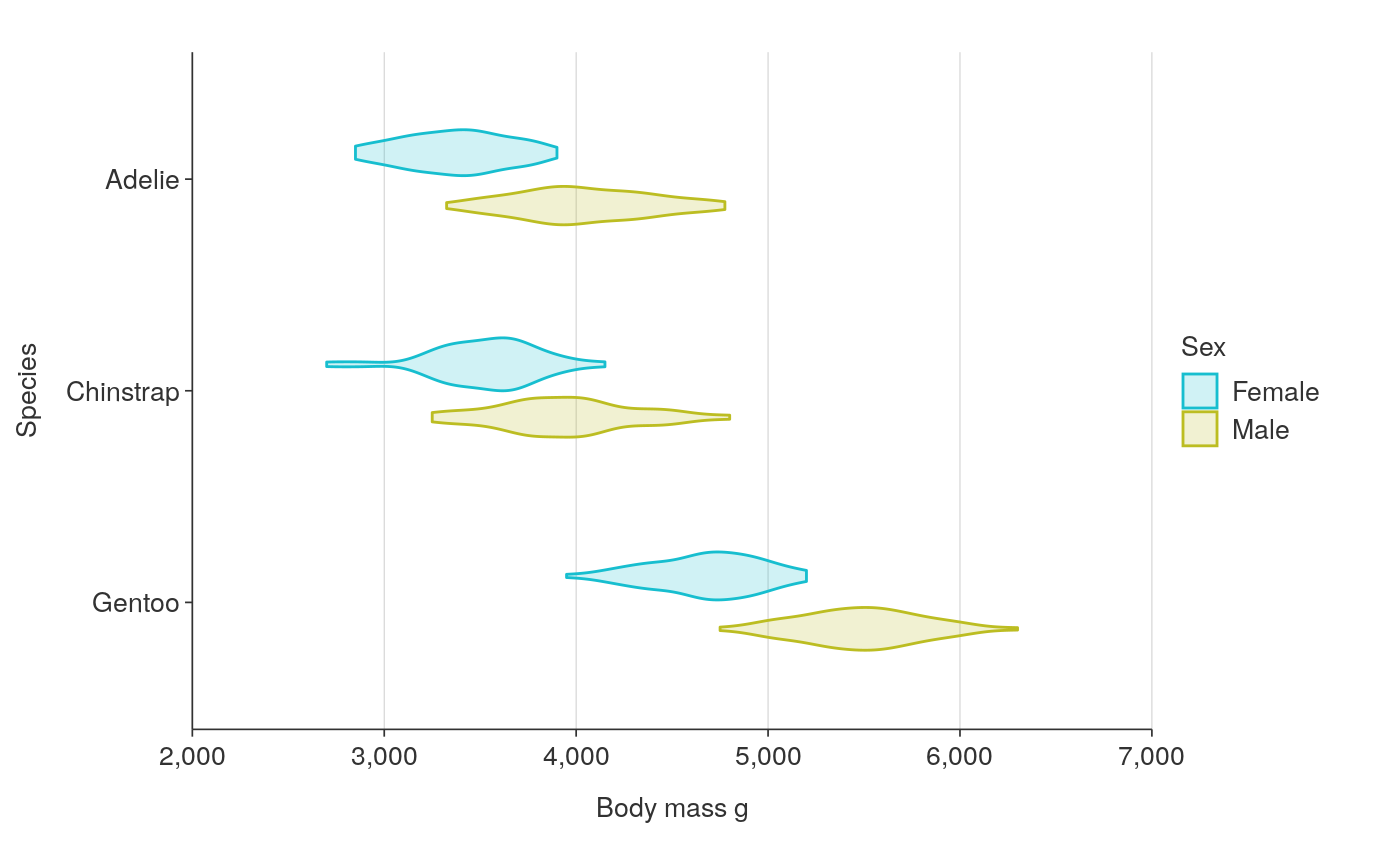 Adelie
Chinstrap
Gentoo
Species
2,000 3,000 4,000 5,000 6,000 7,000
Body mass g
Sex
Female
Male